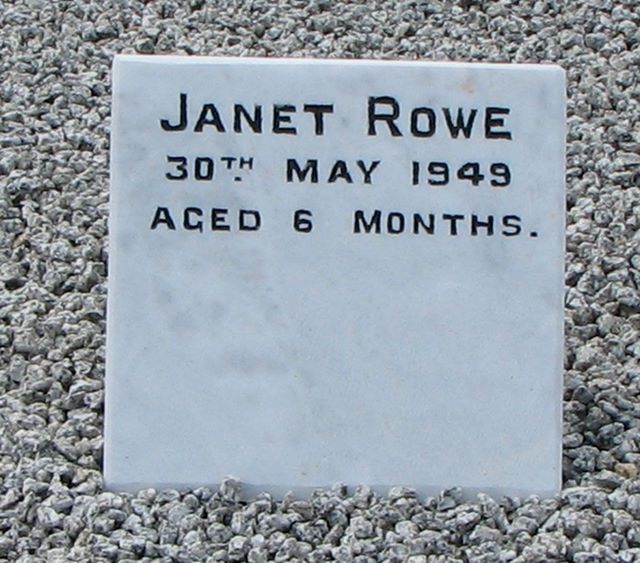 JANET ROWE
30TH. MAY 1949
AGED 6 MONTHS.